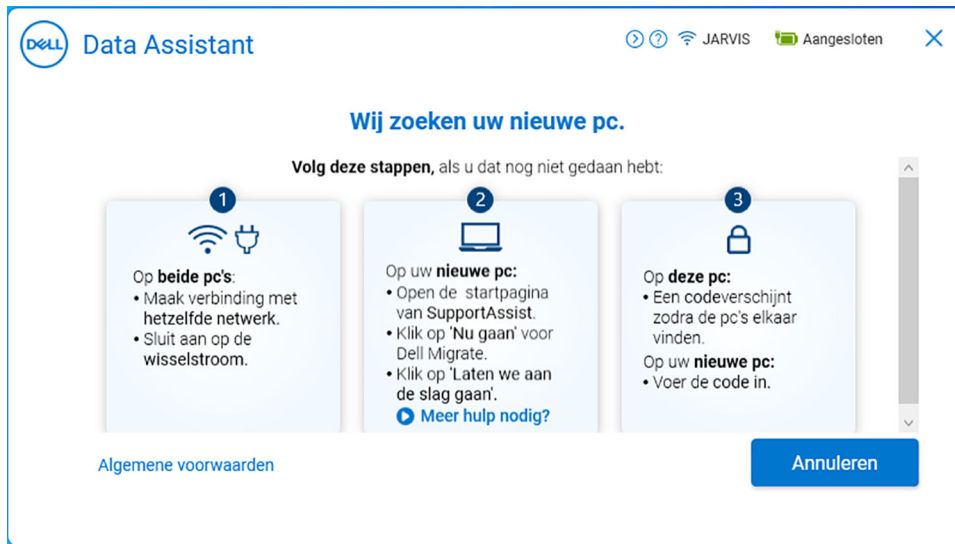 DELL
Data Assistant
JARVIS
Aangesloten
Wij zoeken uw nieuwe pc.
Volg deze stappen, als u dat nog niet gedaan hebt:
1
Op beide pc's:
• Maak verbinding met
hetzelfde netwerk.
• Sluit aan op de
wisselstroom.
2
Op uw nieuwe pc:
• Open de startpagina
van SupportAssist.
• Klik op 'Nu gaan' voor
Dell Migrate.
• Klik op 'Laten we aan
de slag gaan'.
Meer hulp nodig?
3
Op deze pc:
• Een codeverschijnt
zodra de pc's elkaar
vinden.
Op uw nieuwe pc:
• Voer de code in.
Algemene voorwaarden
Annuleren